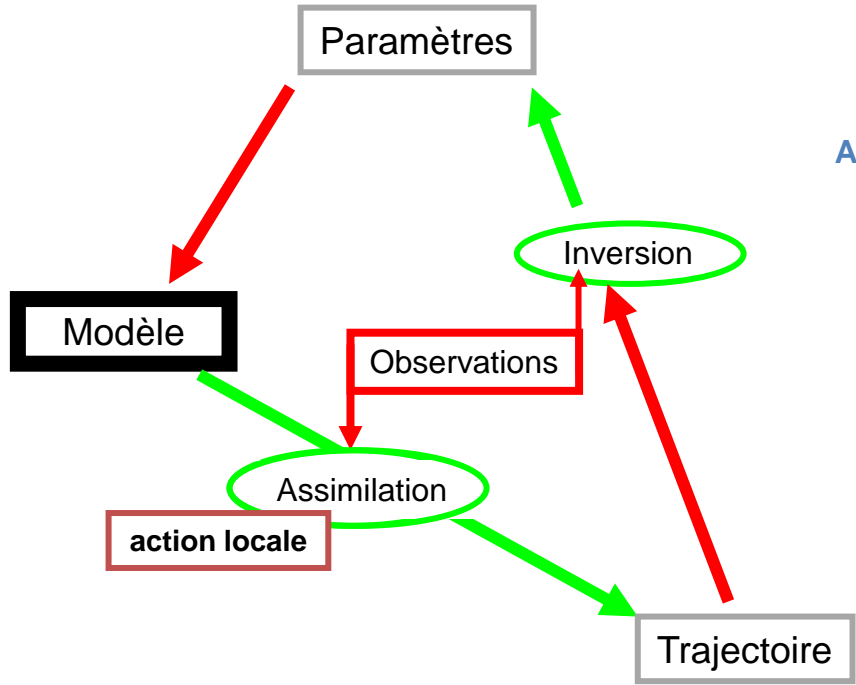 Paramètres
A
Inversion
Modèle
Observations
Assimilation
action locale
Trajectoire